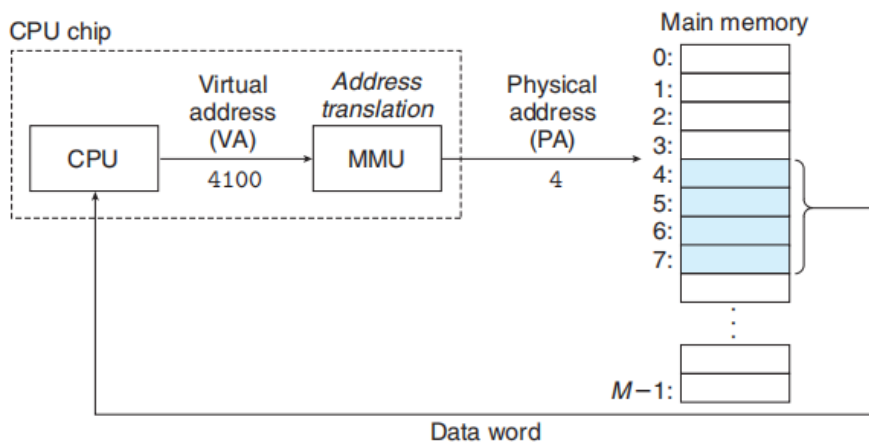 CPU chip
Main memory
Virtual
address
(VA)
Address
translation
Physical
address
(PA)
CPU
4100
MMU
4
0:
1:
2:
3:
4:
5:
6:
7:
M−1:
Data word